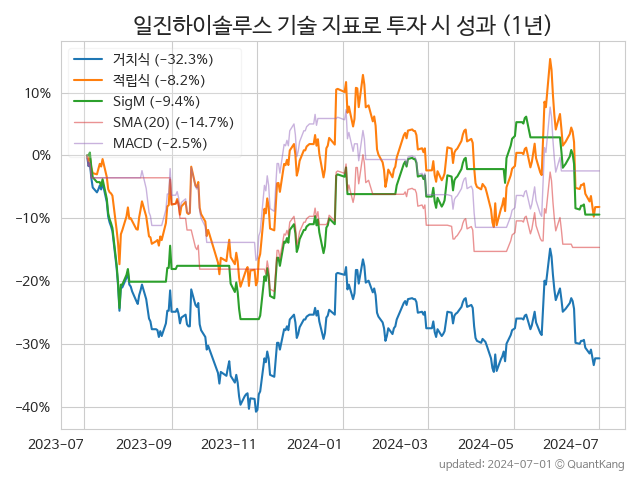 일진하이솔루스 기술 지표로 투자 시 성과 (1년)
거치식 (−32.3%)
적립식 (−8.2%)
SigM (−9.4%)
SMA(20) (−14.7%)
MACD (−2.5%)
10%
0%
−10%
−20%
−30%
−40%
2023-07
2023-09
2023-11
2024-01
2024-03
2024-05
2024-07
updated: 2024-07-01 © QuantKang